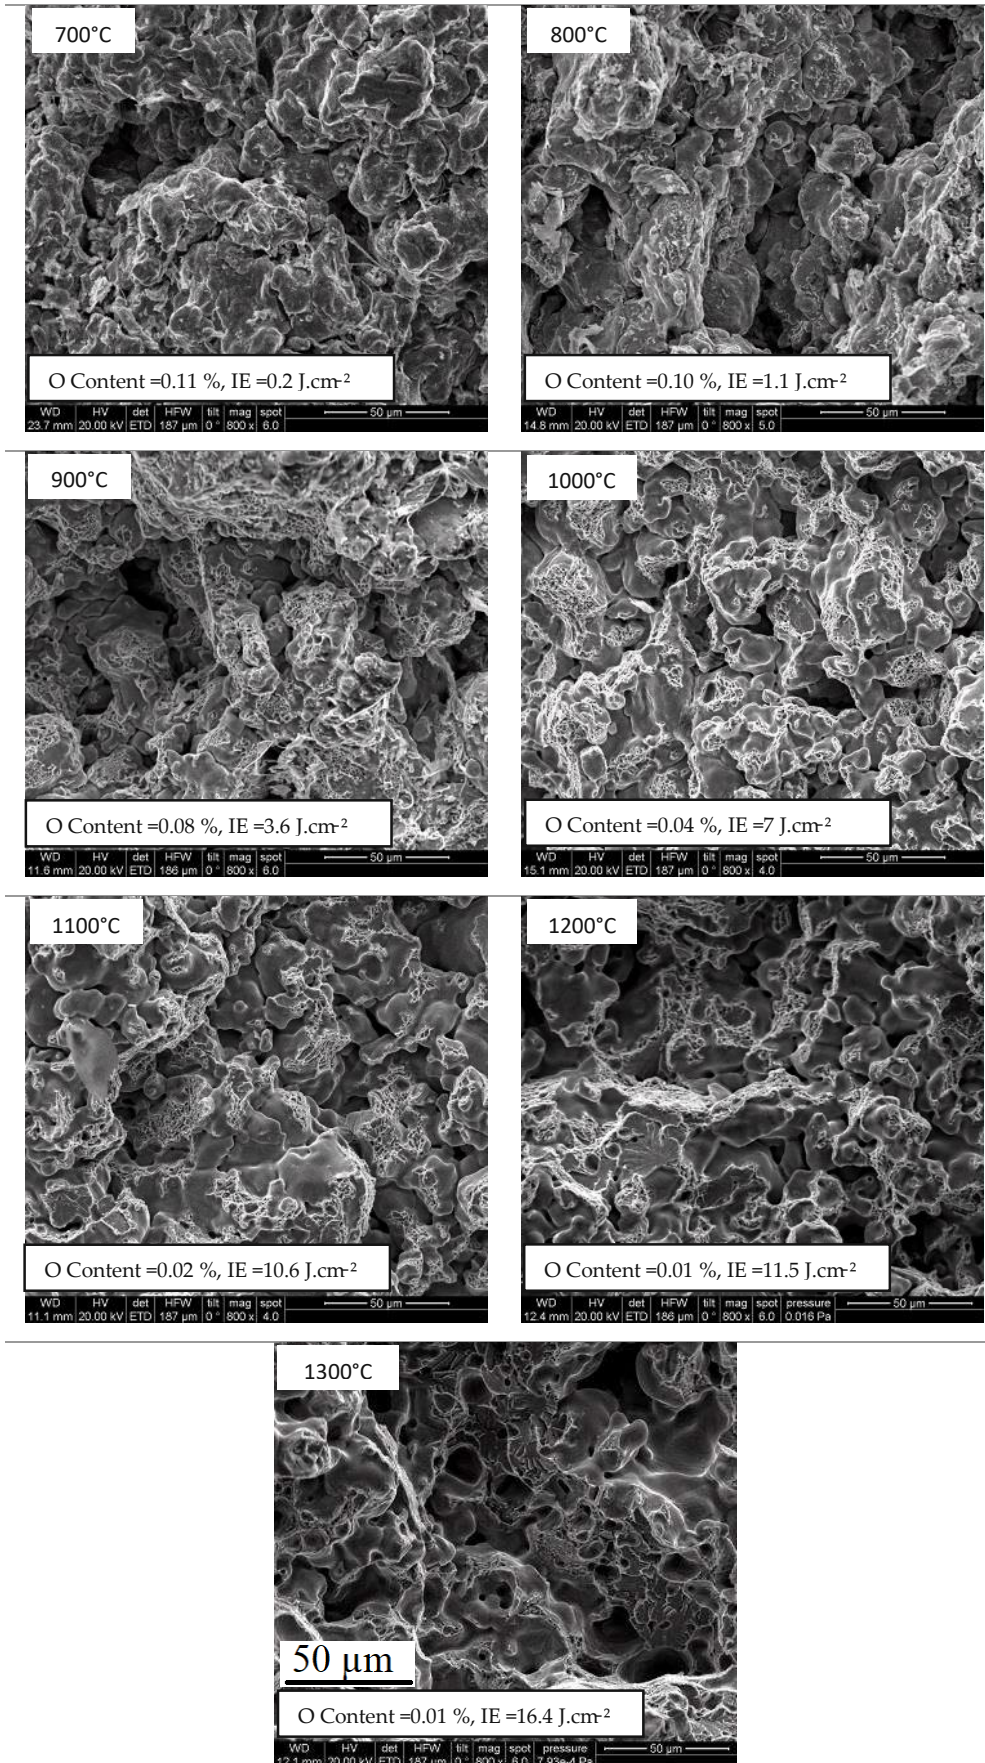 700°C
800°C
O Content =0.11 %, IE =0.2 J.cm-²
O Content =0.10 %, IE =1.1 J.cm-²
WD HV det HFW tilt mag spot 50 µm
23.7 mm 20.00 kV ETD 187 µm 0° 800 x 6.0
WD HV det HFW tilt mag spot 50 µm
14.8 mm 20.00 kV ETD 187 µm 0° 800 x 5.0
900°C
1000°C
O Content =0.08 %, IE =3.6 J.cm-²
O Content =0.04 %, IE =7 J.cm-²
WD HV det HFW tilt mag spot 50 µm
11.6 mm 20.00 kV ETD 186 µm 0° 800 x 6.0
WD HV det HFW tilt mag spot 50 µm
15.1 mm 20.00 kV ETD 187 µm 0° 800 x 4.0
1100°C
1200°C
O Content =0.02 %, IE =10.6 J.cm-²
O Content =0.01 %, IE =11.5 J.cm-²
WD HV det HFW tilt mag spot 50 µm
11.1 mm 20.00 kV ETD 187 µm 0° 800 x 4.0
WD HV det HFW tilt mag spot pressure 50 µm
12.4 mm 20.00 kV ETD 186 µm 0° 800 x 6.0 0.016 Pa
1300°C
50 µm
O Content =0.01 %, IE =16.4 J.cm-²
WD HV det HFW tilt mag spot pressure 50 µm
12.1 mm 20.00 kV ETD 187 µm 0° 800 x 6.0 7.93e-4 Pa